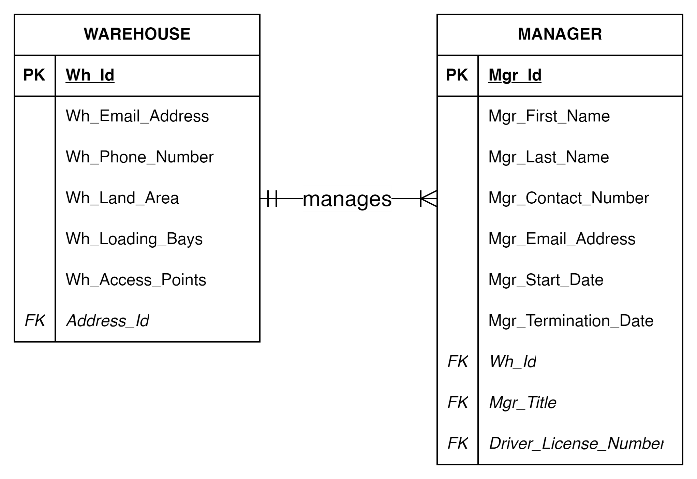 WAREHOUSE
PK Wh_Id
Wh_Email_Address
Wh_Phone_Number
Wh_Land_Area
Wh_Loading_Bays
Wh_Access_Points
FK Address_Id
manages
MANAGER
PK Mgr_Id
Mgr_First_Name
Mgr_Last_Name
Mgr_Contact_Number
Mgr_Email_Address
Mgr_Start_Date
Mgr_Termination_Date
FK Wh_Id
FK Mgr_Title
FK Driver_License_Number